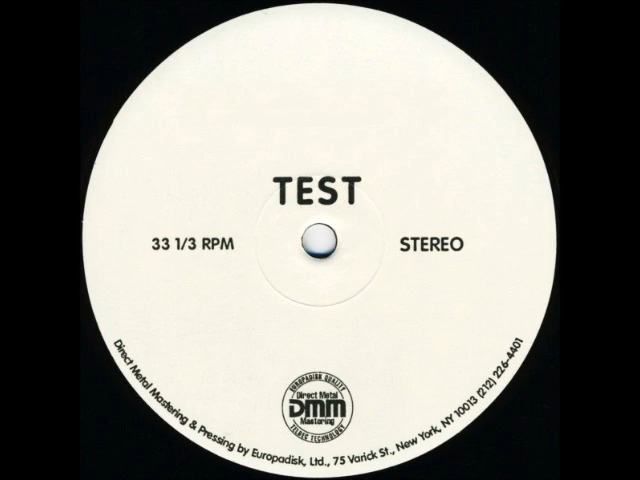 TEST
33 1/3 RPM
STEREO
EUROPADISK QUALITY
Direct Metal
DMM
Mastering
TELDEC TECHNOLOGY
Direct Metal Mastering & Pressing by Europadisk, Ltd., 75 Varick St., New York, NY 10013 (212) 226-4401